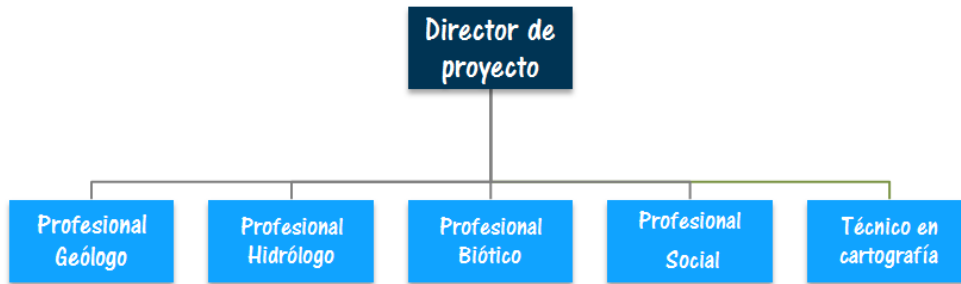 Director de
proyecto
Profesional
Geólogo
Profesional
Hidrólogo
Profesional
Biótico
Profesional
Social
Técnico en
cartografía